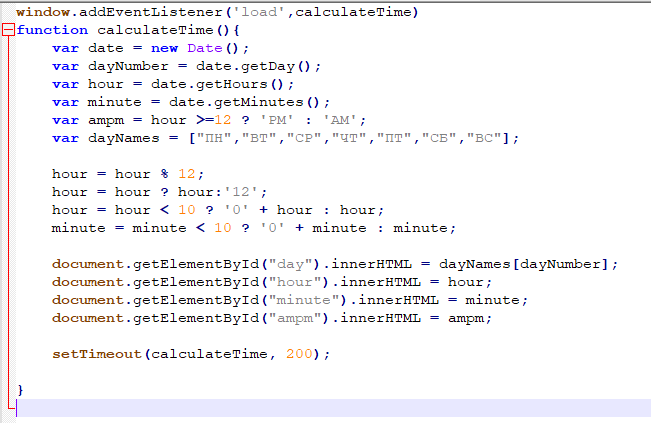 window.addEventListener('load',calculateTime)
function calculateTime(){
    var date = new Date();
    var dayNumber = date.getDay();
    var hour = date.getHours();
    var minute = date.getMinutes();
    var ampm = hour >=12 ? 'PM' : 'AM';
    var dayNames = ["ПН","ВТ","СР","ЧТ","ПТ","СБ","ВС"];

    hour = hour % 12;
    hour = hour ? hour:'12';
    hour = hour < 10 ? '0' + hour : hour;
    minute = minute < 10 ? '0' + minute : minute;

    document.getElementById("day").innerHTML = dayNames[dayNumber];
    document.getElementById("hour").innerHTML = hour;
    document.getElementById("minute").innerHTML = minute;
    document.getElementById("ampm").innerHTML = ampm;

    setTimeout(calculateTime, 200);

}